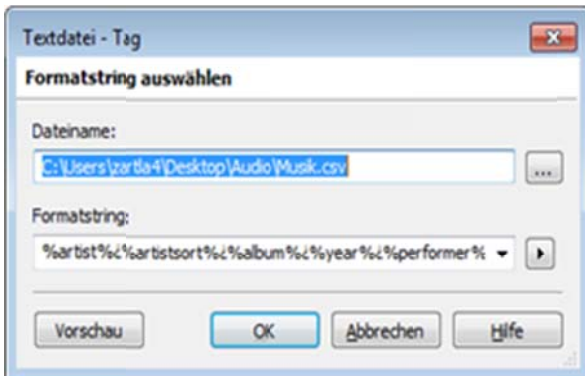 Textdatei - Tag
Formatstring auswählen
Dateiname:
C:\Users\zartla4\Desktop\Audio\Musik.csv
...
Formatstring:
%artist%¿%artistsort%¿%album%¿%year%¿%performer%
Vorschau
OK
Abbrechen
Hilfe